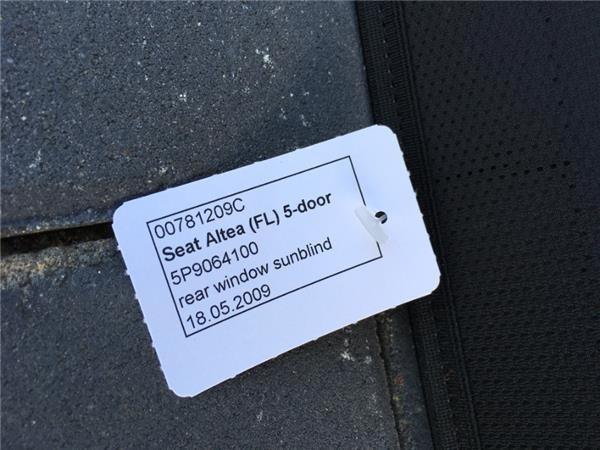 00781209C
Seat Altea (FL) 5-door
5P9064100
rear window sunblind
18.05.2009